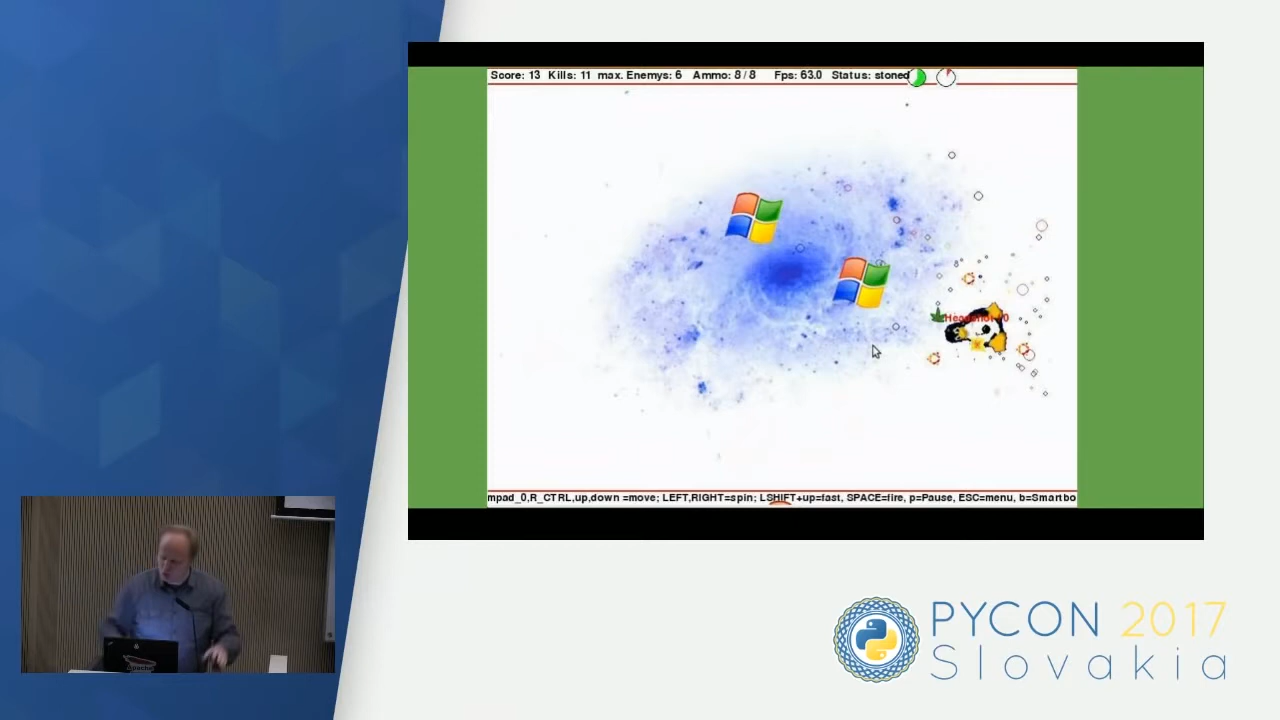 Score: 13 Kills: 11 max. Enemys: 6 Ammo: 8/8 Fps: 63.0 Status: stoned
mpad_0,R_CTRL,up,down =move; LEFT,RIGHT=spin; LSHIFT+up=fast, SPACE=fire, p=Pause, ESC=menu, b=Smartbo
PYCON 2017
Slovakia